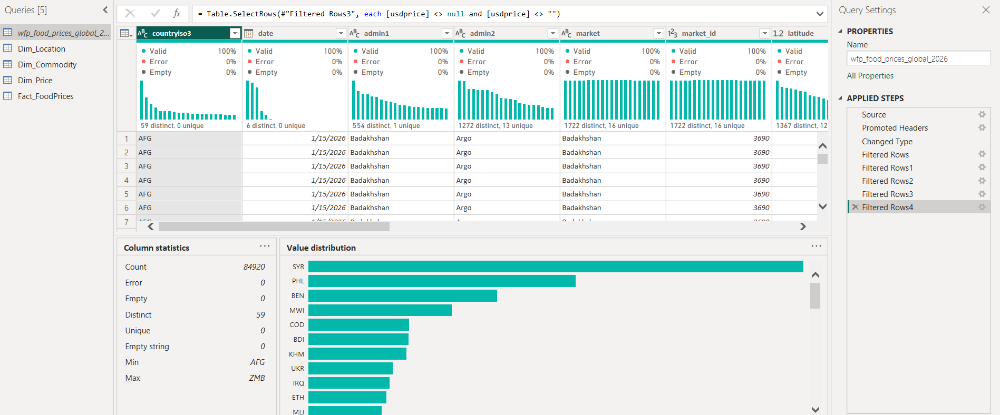 Queries [5]
wfp_food_prices_global_2...
Dim_Location
Dim_Commodity
Dim_Price
Fact_FoodPrices
fx
= Table.SelectRows(#"Filtered Rows3", each [usdprice] <> null and [usdprice] <> "")
ABC countryiso3 date ABC admin1 ABC admin2 ABC market 123 market_id 1.2 latitude
Valid 100% Valid 100% Valid 100% Valid 100% Valid 100% Valid 100% Valid
Error 0% Error 0% Error 0% Error 0% Error 0% Error 0% Error
Empty 0% Empty 0% Empty 0% Empty 0% Empty 0% Empty 0% Empty
59 distinct, 0 unique 6 distinct, 0 unique 554 distinct, 1 unique 1272 distinct, 13 unique 1722 distinct, 16 unique 1722 distinct, 16 unique 1367 distinct, 12
1 AFG 1/15/2026 Badakhshan Argo Badakhshan 3690
2 AFG 1/15/2026 Badakhshan Argo Badakhshan 3690
3 AFG 1/15/2026 Badakhshan Argo Badakhshan 3690
4 AFG 1/15/2026 Badakhshan Argo Badakhshan 3690
5 AFG 1/15/2026 Badakhshan Argo Badakhshan 3690
6 AFG 1/15/2026 Badakhshan Argo Badakhshan 3690
7
Column statistics
Count 84920
Error 0
Empty 0
Distinct 59
Unique 0
Empty string 0
Min AFG
Max ZMB
Value distribution
SYR
PHL
BEN
MWI
COD
BDI
KHM
UKR
IRQ
ETH
MLI
Query Settings
PROPERTIES
Name
wfp_food_prices_global_2026
All Properties
APPLIED STEPS
Source
Promoted Headers
Changed Type
Filtered Rows
Filtered Rows1
Filtered Rows2
Filtered Rows3
Filtered Rows4